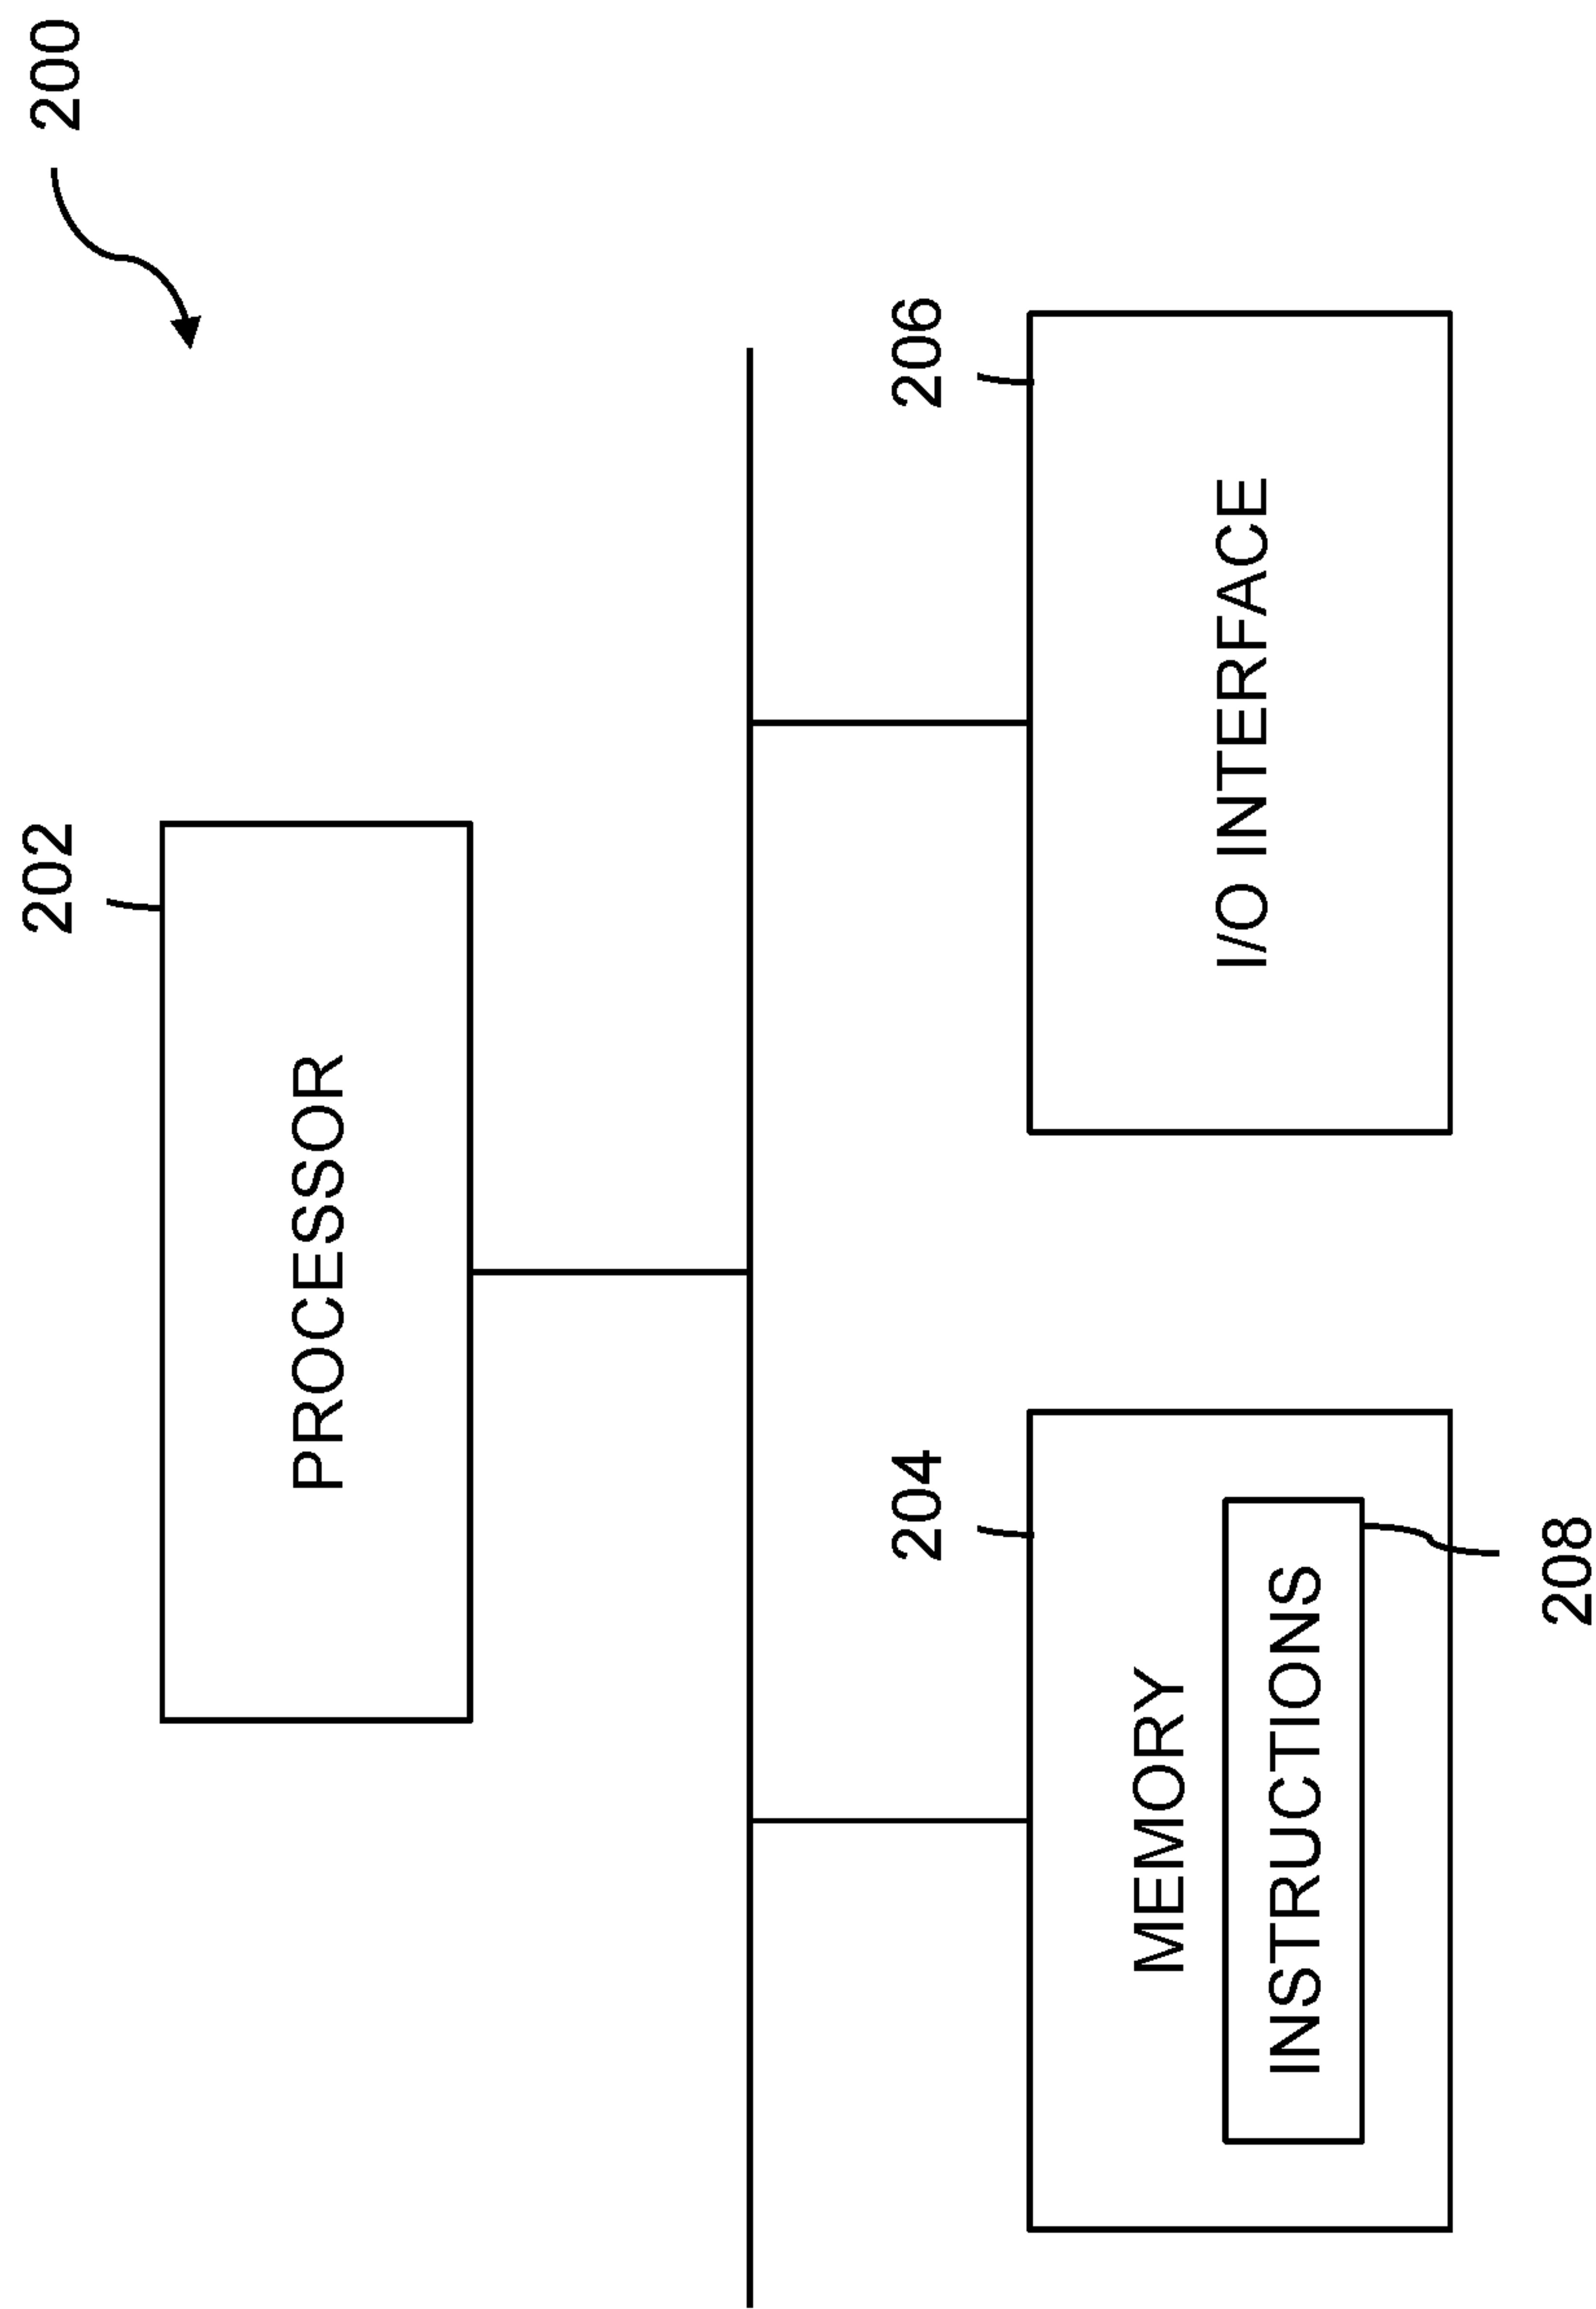 200
202
PROCESSOR
204
206
MEMORY
I/O INTERFACE
INSTRUCTIONS
208